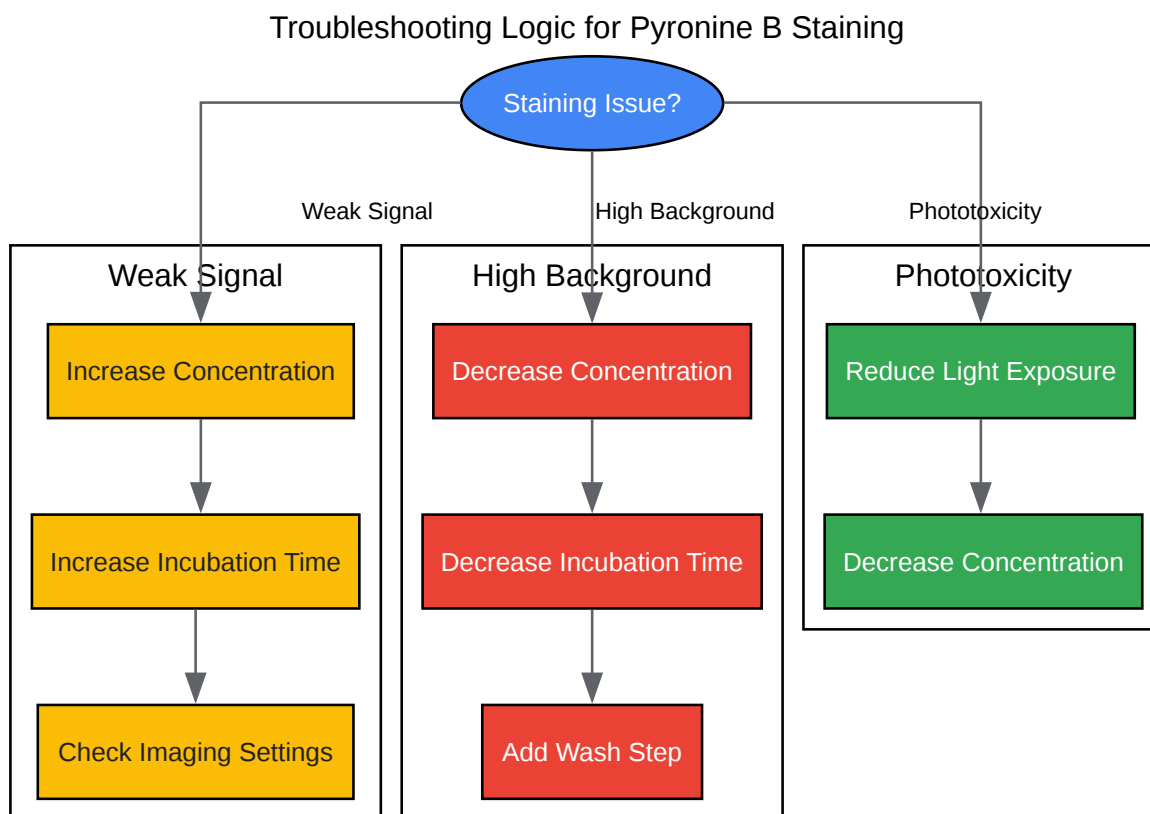 Troubleshooting Logic for Pyronine B Staining
Staining Issue?
Weak Signal
High Background
Phototoxicity
Weak Signal
Increase Concentration
Increase Incubation Time
Check Imaging Settings
High Background
Decrease Concentration
Decrease Incubation Time
Add Wash Step
Phototoxicity
Reduce Light Exposure
Decrease Concentration